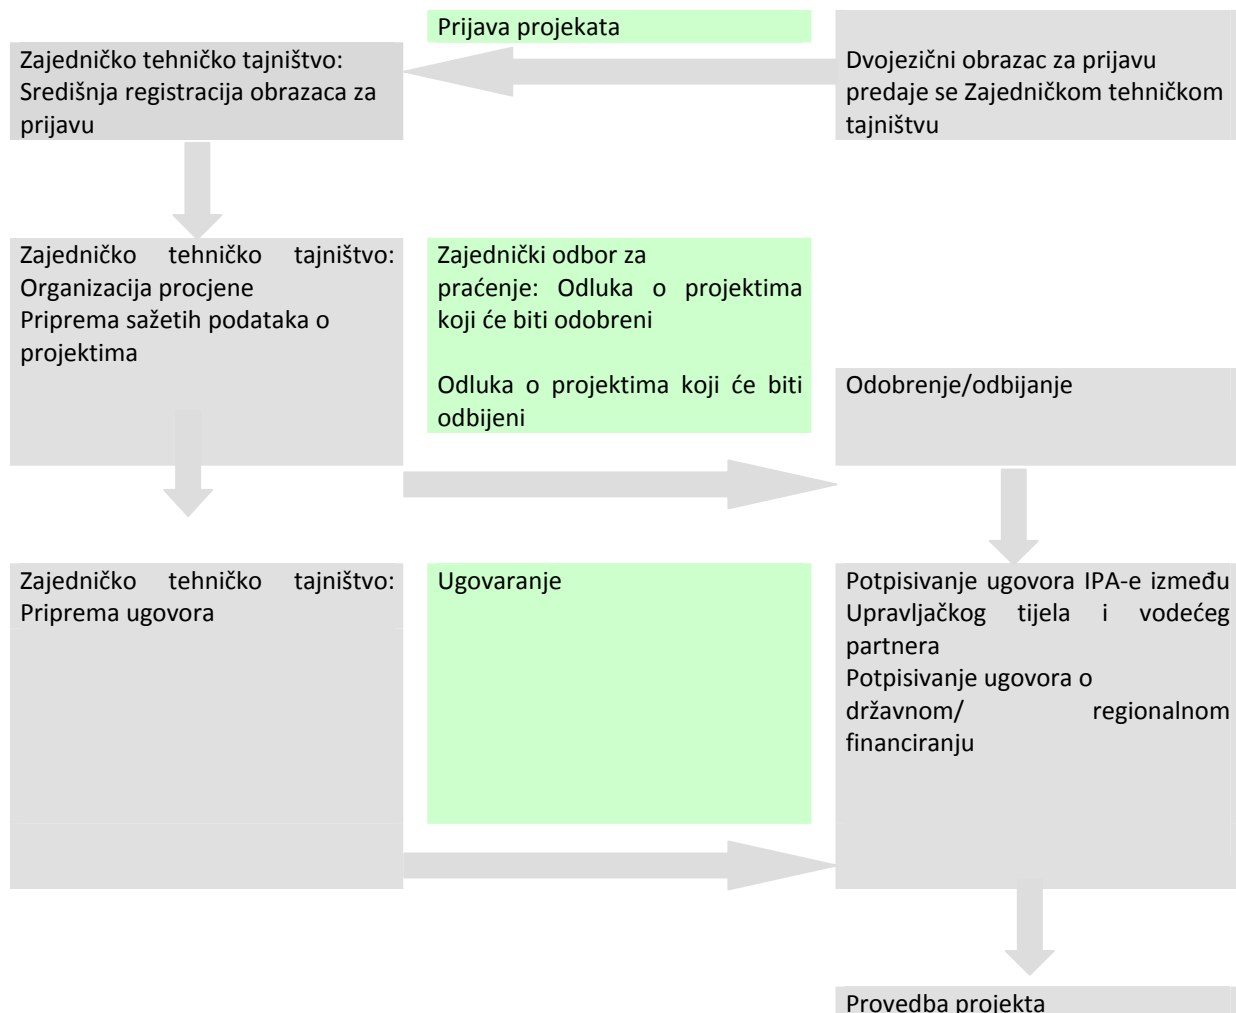 Prijava projekata
Zajedničko tehničko tajništvo:
Središnja registracija obrazaca za
prijavu
Dvojezični obrazac za prijavu
predaje se Zajedničkom tehničkom
tajništvu
Zajedničko tehničko tajništvo:
Organizacija procjene
Priprema sažetih podataka o
projektima
Zajednički odbor za
praćenje: Odluka o projektima
koji će biti odobreni
Odluka o projektima koji će biti
odbijeni
Odobrenje/odbijanje
Zajedničko tehničko tajništvo:
Priprema ugovora
Ugovaranje
Potpisivanje ugovora IPA-e između
Upravljačkog tijela i vodećeg
partnera
Potpisivanje ugovora o
državnom/ regionalnom
financiranju
Provedba projekta